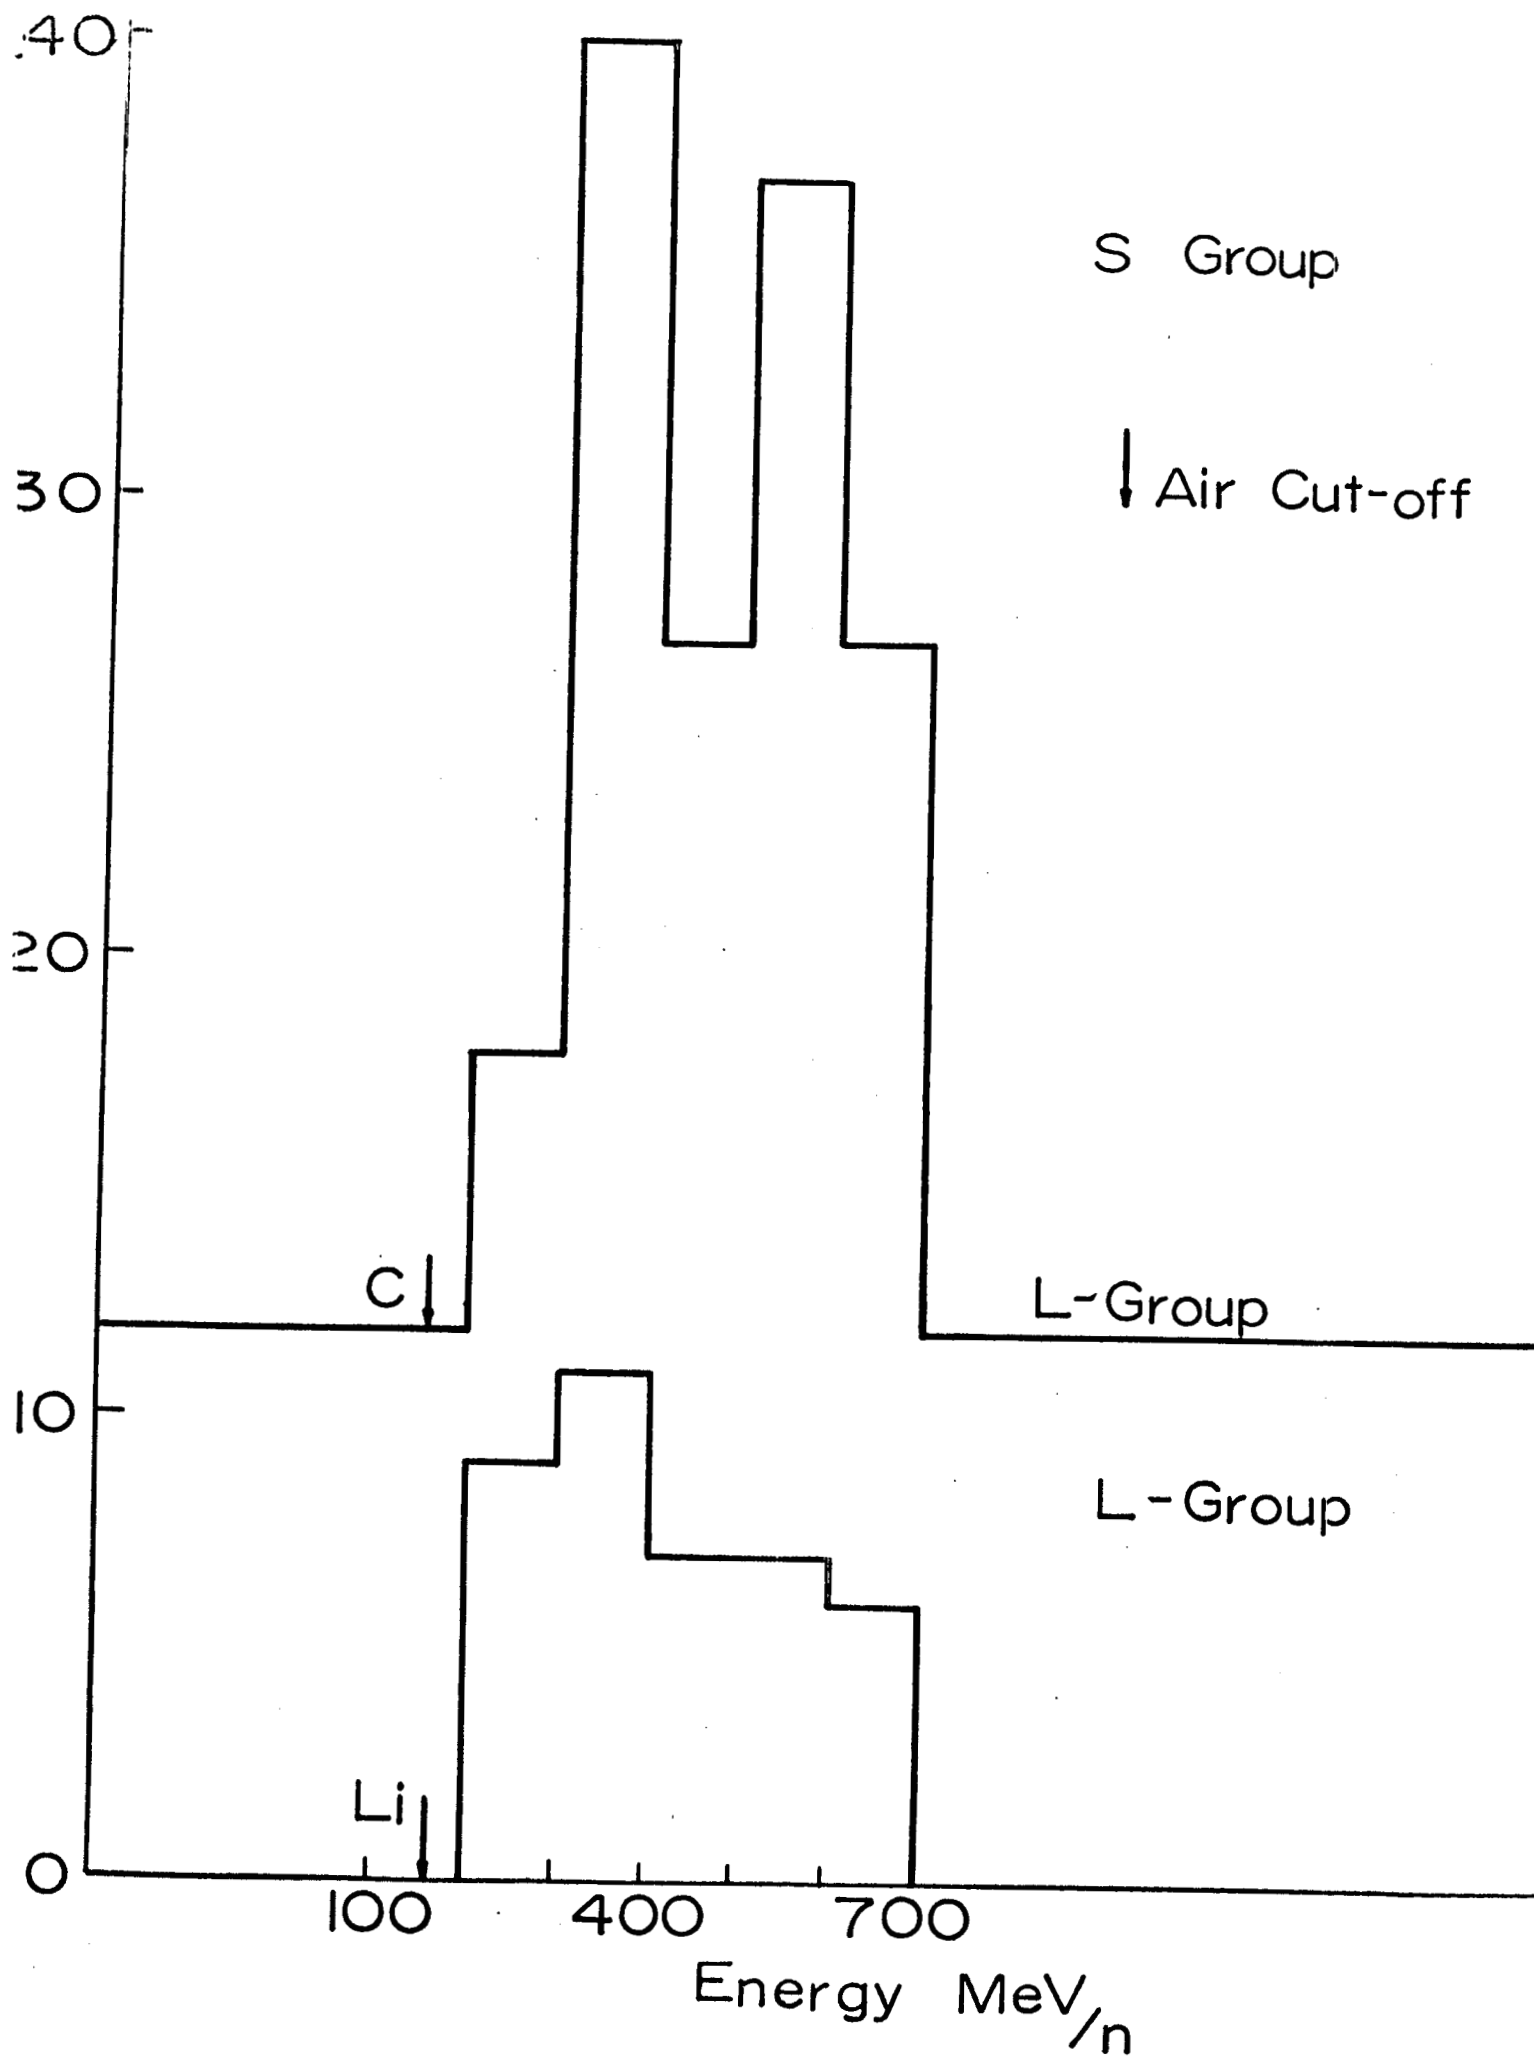 40
S Group
30
↓ Air Cut-off
20
C
L-Group
10
L-Group
Li
0
100 400 700
Energy MeV/n